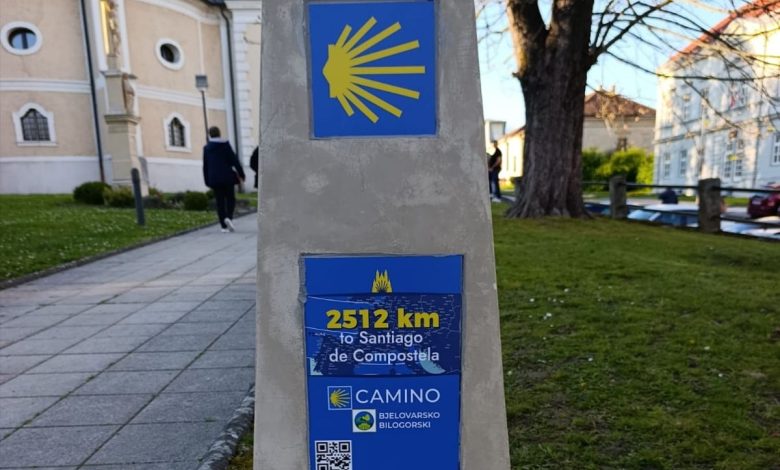 2512 km
to Santiago
de Compostela
CAMINO
BJELOVARSKO
BILOGORSKI